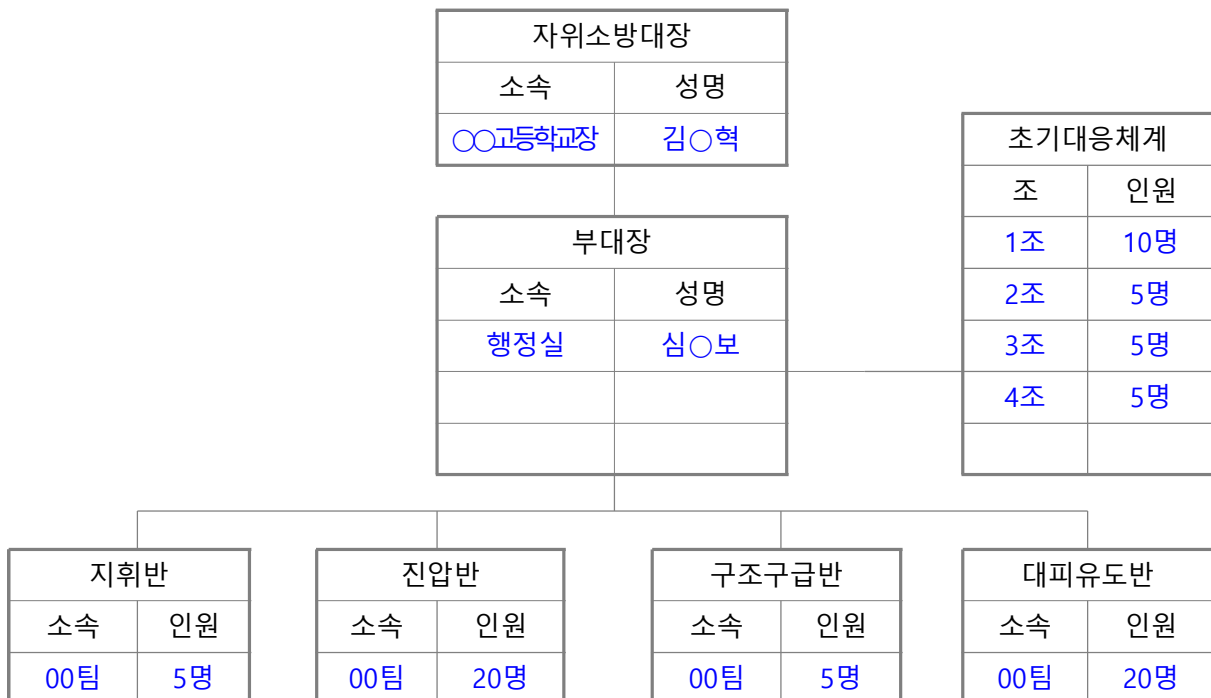 자위소방대장
소속 성명
○○고등학교장 김○혁
부대장
소속 성명
행정실 심○보
초기대응체계
조 인원
1조 10명
2조 5명
3조 5명
4조 5명
지휘반
소속 인원
00팀 5명
진압반
소속 인원
00팀 20명
구조구급반
소속 인원
00팀 5명
대피유도반
소속 인원
00팀 20명